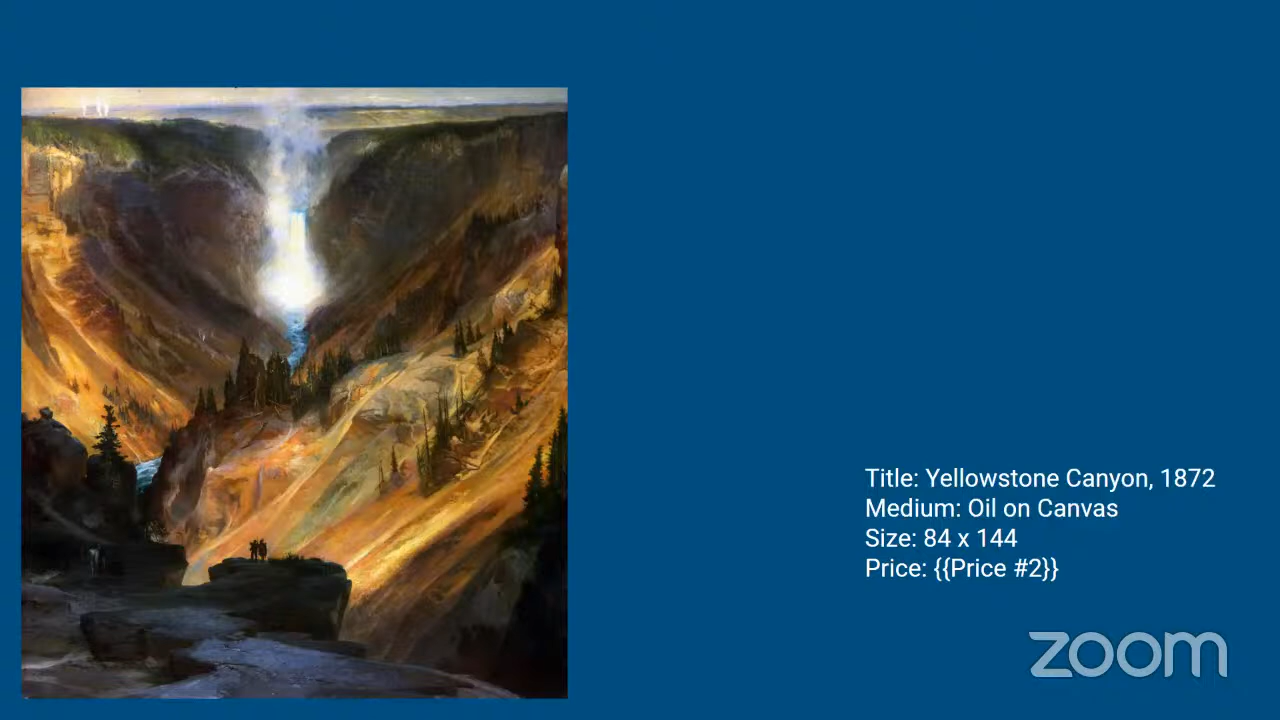 Title: Yellowstone Canyon, 1872
Medium: Oil on Canvas
Size: 84 x 144
Price: {{Price #2}}
zoom